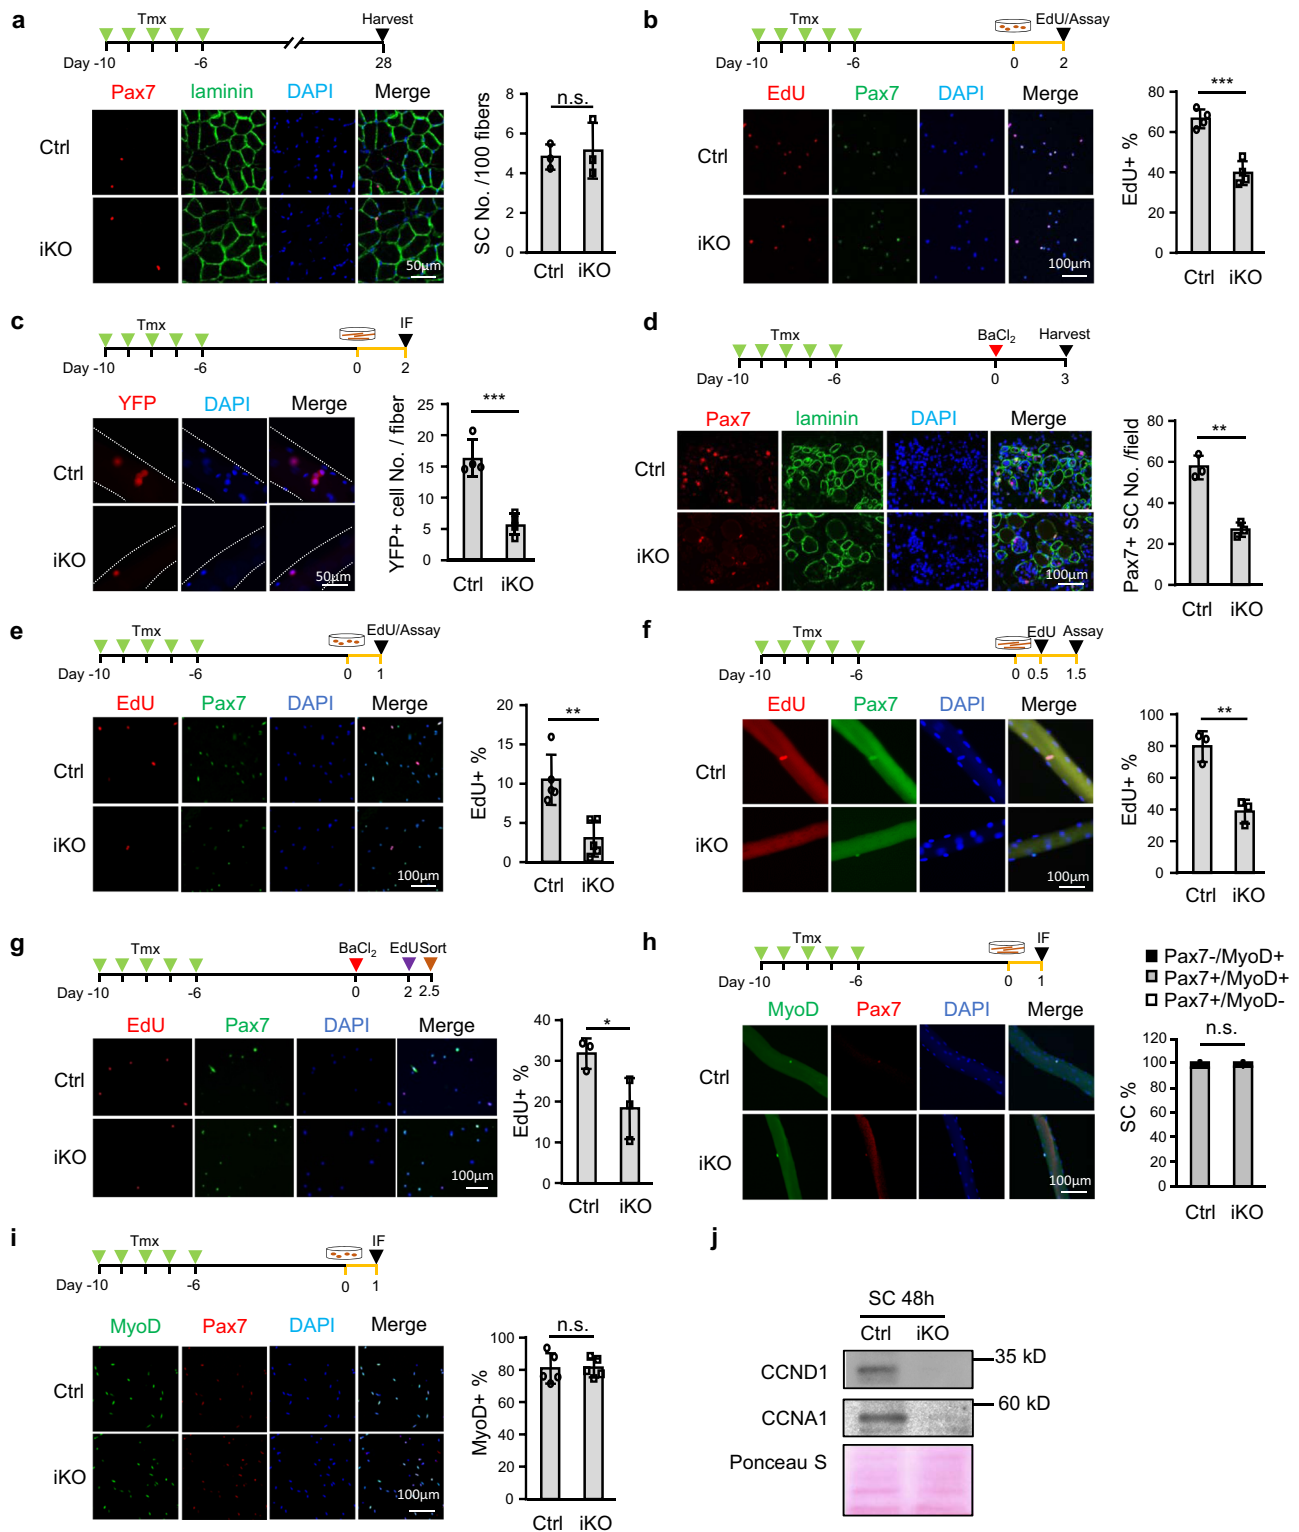 a
Tmx
Harvest
Day -10
-6
28
Pax7
laminin
DAPI
Merge
Ctrl
iKO
50μm
SC No. /100 fibers
8
6
4
2
0
n.s.
Ctrl
iKO
b
Tmx
EdU/Assay
Day -10
-6
0
2
EdU
Pax7
DAPI
Merge
Ctrl
iKO
100μm
EdU+ %
80
60
40
20
0
***
Ctrl
iKO
c
Tmx
IF
Day -10
-6
0
2
YFP
DAPI
Merge
Ctrl
iKO
50μm
YFP+ cell No. / fiber
25
20
15
10
5
0
***
Ctrl
iKO
d
Tmx
BaCl2
Harvest
Day -10
-6
0
3
Pax7
laminin
DAPI
Merge
Ctrl
iKO
100μm
Pax7+ SC No. /field
80
60
40
20
0
**
Ctrl
iKO
e
Tmx
EdU/Assay
Day -10
-6
0
1
EdU
Pax7
DAPI
Merge
Ctrl
iKO
100μm
EdU+ %
20
15
10
5
0
**
Ctrl
iKO
f
Tmx
EdU
Assay
Day -10
-6
0
0.5
1.5
EdU
Pax7
DAPI
Merge
Ctrl
iKO
100μm
EdU+ %
100
80
60
40
20
0
**
Ctrl
iKO
g
Tmx
BaCl2
EdU
Sort
Day -10
-6
0
2
2.5
EdU
Pax7
DAPI
Merge
Ctrl
iKO
100μm
EdU+ %
40
30
20
10
0
*
Ctrl
iKO
h
Tmx
IF
Day -10
-6
0
1
MyoD
Pax7
DAPI
Merge
Ctrl
iKO
100μm
Pax7-/MyoD+
Pax7+/MyoD+
Pax7+/MyoD-
SC %
n.s.
120
100
80
60
40
20
0
Ctrl
iKO
i
Tmx
IF
Day -10
-6
0
1
MyoD
Pax7
DAPI
Merge
Ctrl
iKO
100μm
MyoD+ %
100
80
60
40
20
0
n.s.
Ctrl
iKO
j
SC 48h
Ctrl
iKO
CCND1
35 kD
CCNA1
60 kD
Ponceau S